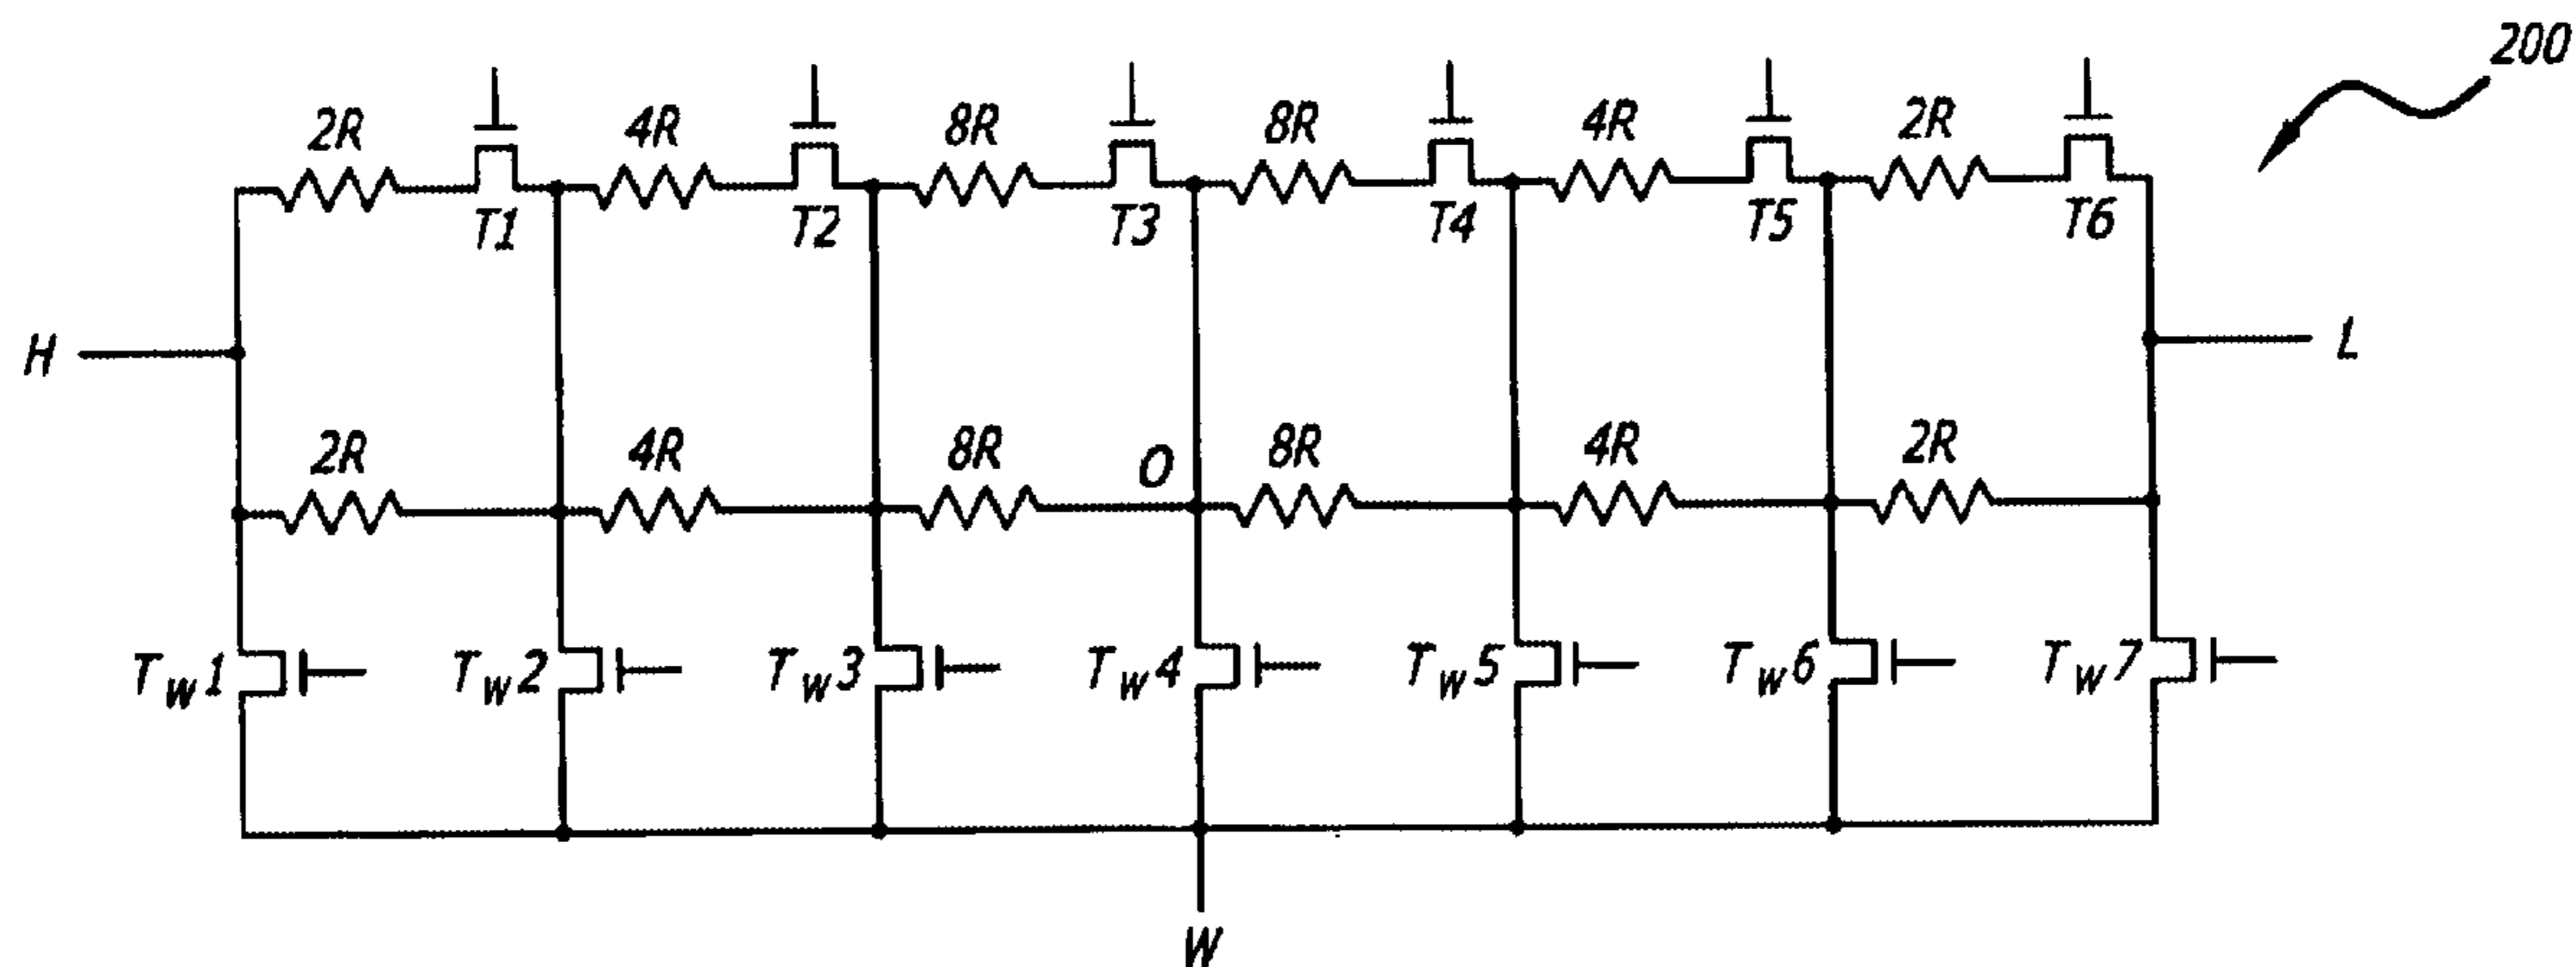 200
2R 4R 8R 8R 4R 2R
T1 T2 T3 T4 T5 T6
H L
2R 4R 8R O 8R 4R 2R
TW1 TW2 TW3 TW4 TW5 TW6 TW7
W